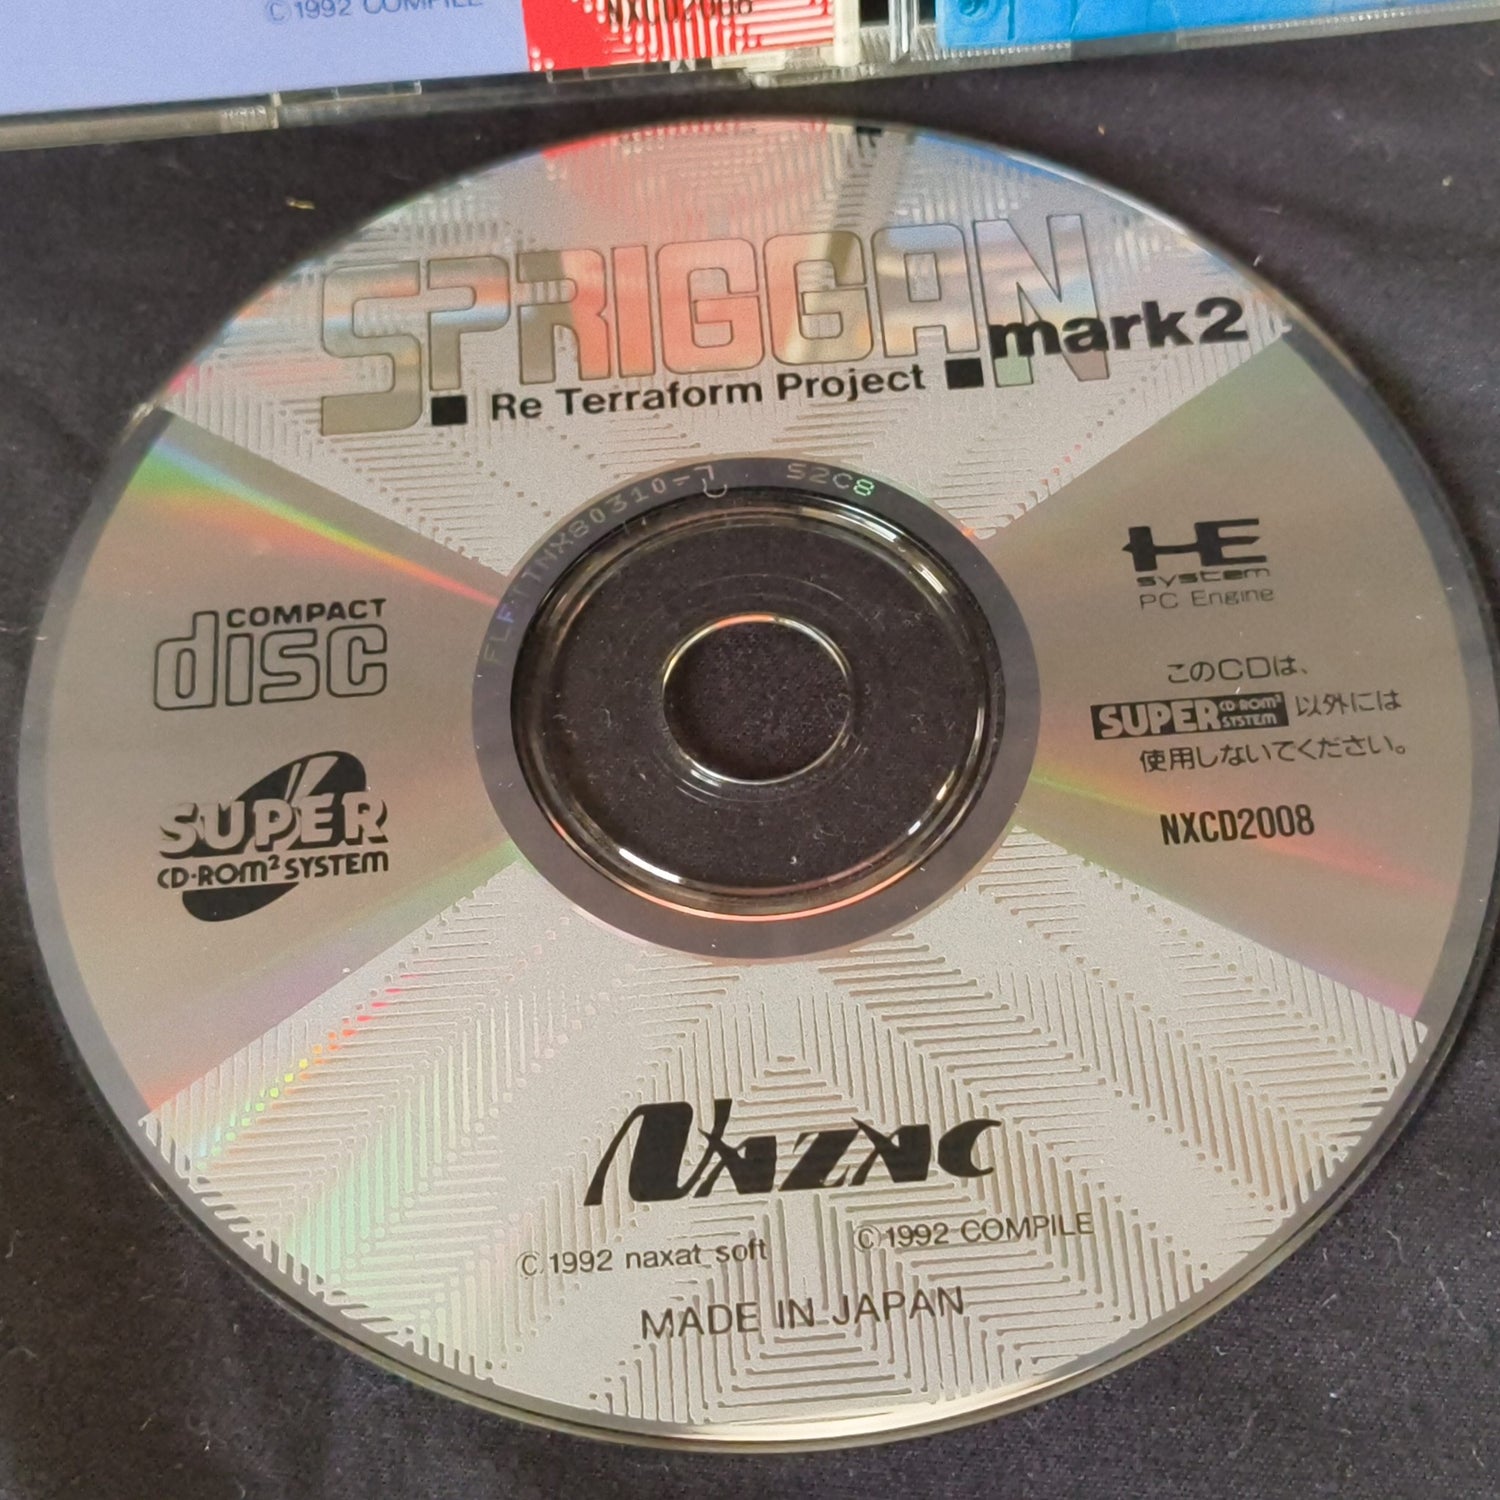 ©1992 COMPILE
NXCD2008
SPRIGGAN
mark2
Re Terraform Project
S2C8
COMPACT
disc
HE
system
PC Engine
このCDは、
SUPER CD-ROM² SYSTEM 以外には
使用しないでください。
NXCD2008
SUPER
CD-ROM² SYSTEM
NAXAC
©1992 naxat soft
©1992 COMPILE
MADE IN JAPAN